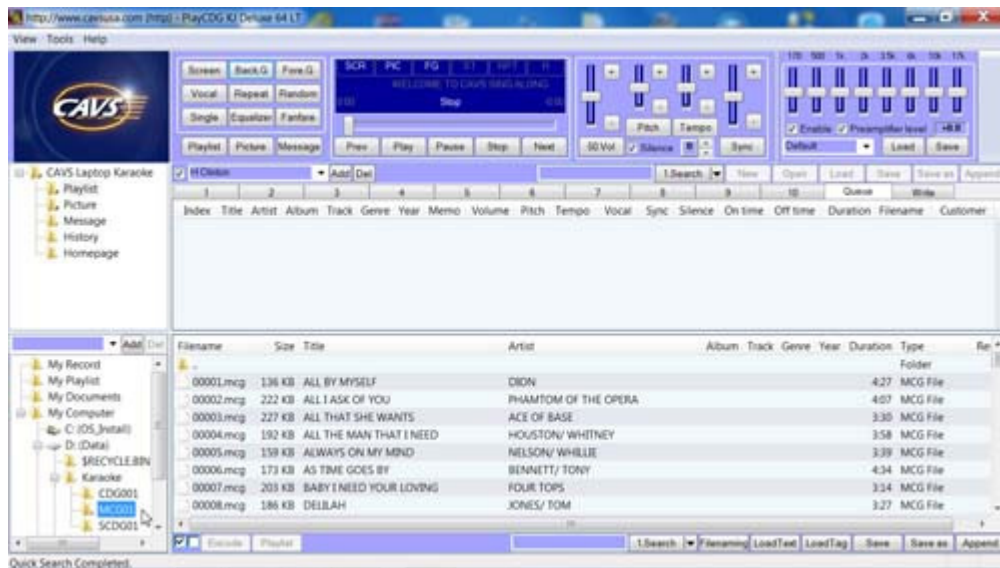 http://www.cavsusa.com (http) - PlayCDG KJ Deluxe 64 LT
View Tools Help
CAVS
Screen Back.G Fore.G
Vocal Repeat Random
Single Equalizer Fanfare
Playlist Picture Message
SCR PIC FG RPT
WELCOME TO CAVS SING ALONG
0:00 Stop
Prev Play Pause Stop Next
Pitch Tempo
50.Vol Silence Sync
Enable Preamplifier level
Default Load Save
CAVS Laptop Karaoke
Playlist
Picture
Message
History
Homepage
H Clinton Add Del 1.Search New Open Load Save Save as Append
1 2 3 4 5 6 7 8 9 10 Queue Write
Index Title Artist Album Track Genre Year Memo Volume Pitch Tempo Vocal Sync Silence On time Off time Duration Filename Customer
Add Del
My Record
My Playlist
My Documents
My Computer
C: (OS_Install)
D: (Data)
$RECYCLE.BIN
Karaoke
CDG001
MCG01
SCDG01
Filename Size Title Artist Album Track Genre Year Duration Type
.. Folder
00001.mcg 136 KB ALL BY MYSELF DION 4:27 MCG File
00002.mcg 222 KB ALL I ASK OF YOU PHAMTOM OF THE OPERA 4:07 MCG File
00003.mcg 227 KB ALL THAT SHE WANTS ACE OF BASE 3:30 MCG File
00004.mcg 192 KB ALL THE MAN THAT I NEED HOUSTON/ WHITNEY 3:58 MCG File
00005.mcg 159 KB ALWAYS ON MY MIND NELSON/ WHILLIE 3:39 MCG File
00006.mcg 173 KB AS TIME GOES BY BENNETT/ TONY 4:34 MCG File
00007.mcg 203 KB BABY I NEED YOUR LOVING FOUR TOPS 3:14 MCG File
00008.mcg 186 KB DELILAH JONES/ TOM 3:27 MCG File
Encode Playlist 1.Search Filenaming LoadText LoadTag Save Save as Append
Quick Search Completed.